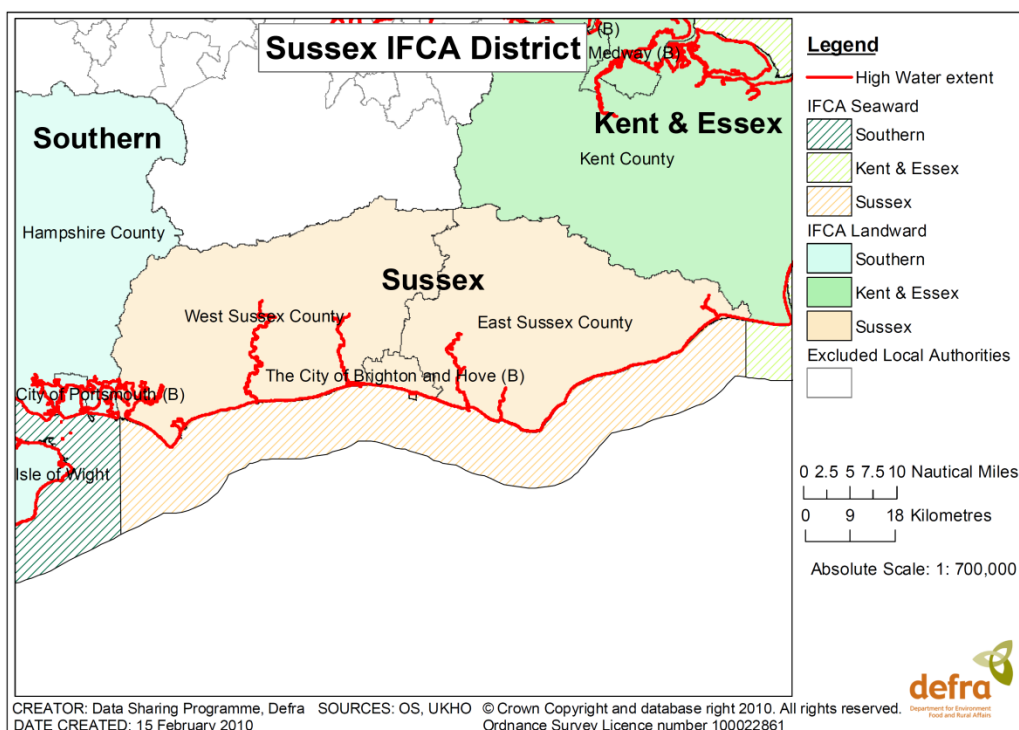 Sussex IFCA District
(B)
Medway (B)
Southern
Kent & Essex
Kent County
Hampshire County
Sussex
West Sussex County
East Sussex County
The City of Brighton and Hove (B)
City of Portsmouth (B)
Isle of Wight
Legend
High Water extent
IFCA Seaward
Southern
Kent & Essex
Sussex
IFCA Landward
Southern
Kent & Essex
Sussex
Excluded Local Authorities
0 2.5 5 7.5 10 Nautical Miles
0 9 18 Kilometres
Absolute Scale: 1: 700,000
defra
Department for Environment
Food and Rural Affairs
CREATOR: Data Sharing Programme, Defra SOURCES: OS, UKHO © Crown Copyright and database right 2010. All rights reserved.
DATE CREATED: 15 February 2010 Ordnance Survey Licence number 100022861